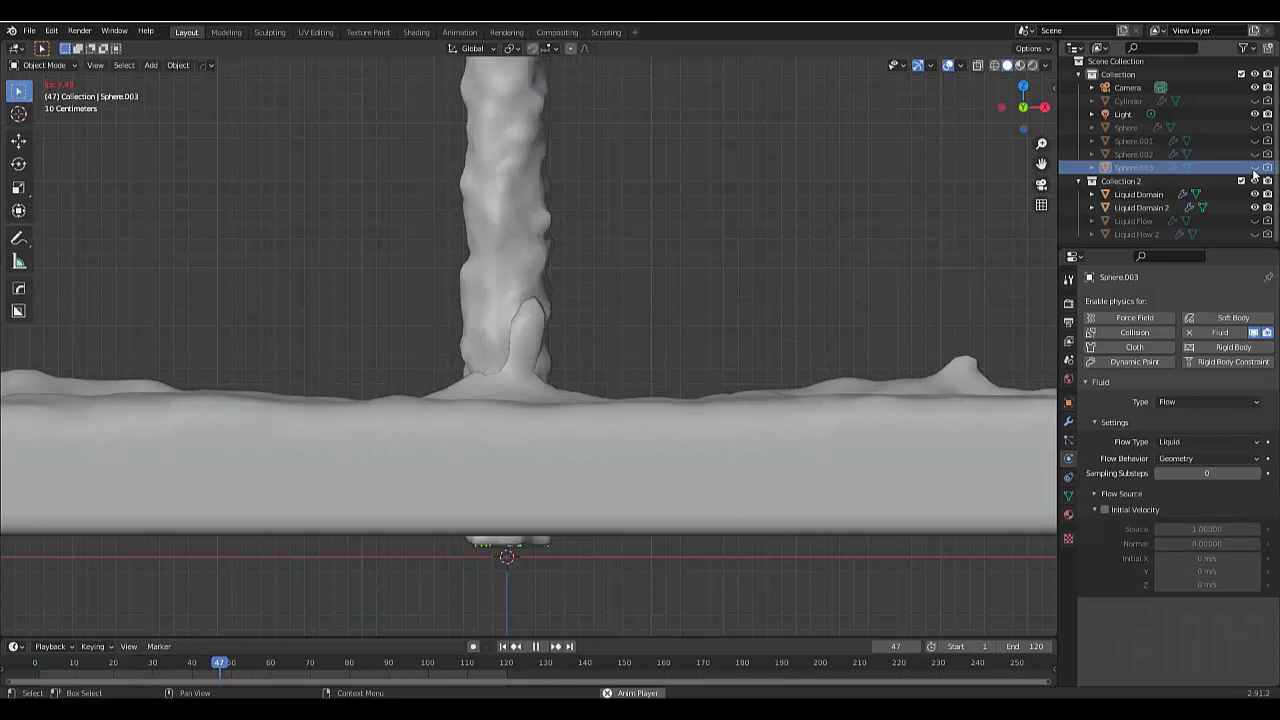 File Edit Render Window Help Layout Modeling Sculpting UV Editing Texture Paint Shading Animation Rendering Compositing Scripting + Scene View Layer
Global Options
Object Mode View Select Add Object
fps: 7.49
(47) Collection | Sphere.003
10 Centimeters
Z
Y
X
Scene Collection
Collection
Camera
Cylinder
Light
Sphere
Sphere.001
Sphere.002
Sphere.003
Collection 2
Liquid Domain
Liquid Domain 2
Liquid Flow
Liquid Flow 2
Sphere.003
Enable physics for:
Force Field Soft Body
Collision Fluid
Cloth Rigid Body
Dynamic Paint Rigid Body Constraint
Fluid
Type Flow
Settings
Flow Type Liquid
Flow Behavior Geometry
Sampling Substeps 0
Flow Source
Initial Velocity
Source 1.00000
Normal 0.00000
Initial X 0 m/s
Y 0 m/s
Z 0 m/s
Playback Keying View Marker 47 Start 1 End 120
0 10 20 30 40 47 50 60 70 80 90 100 110 120 130 140 150 160 170 180 190 200 210 220 230 240 250
Select Box Select Pan View Context Menu Anim Player 2.91.2